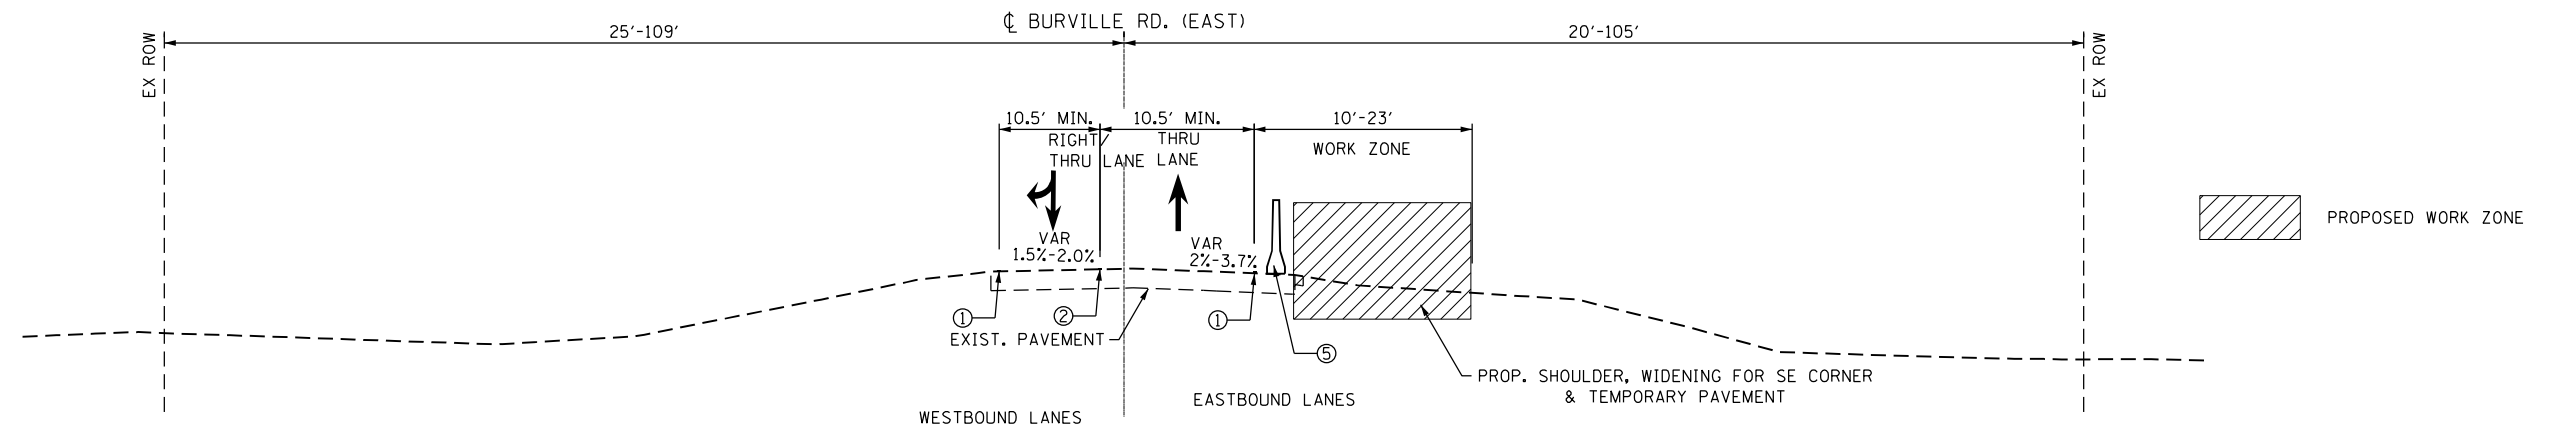 ℄ BURVILLE RD. (EAST)
25'-109'
20'-105'
EX ROW
EX ROW
10.5' MIN.
10.5' MIN.
10'-23'
RIGHT/
THRU LANE
THRU
LANE
WORK ZONE
PROPOSED WORK ZONE
VAR
1.5%-2.0%
VAR
2%-3.7%
1
2
1
EXIST. PAVEMENT
5
PROP. SHOULDER, WIDENING FOR SE CORNER
& TEMPORARY PAVEMENT
EASTBOUND LANES
WESTBOUND LANES